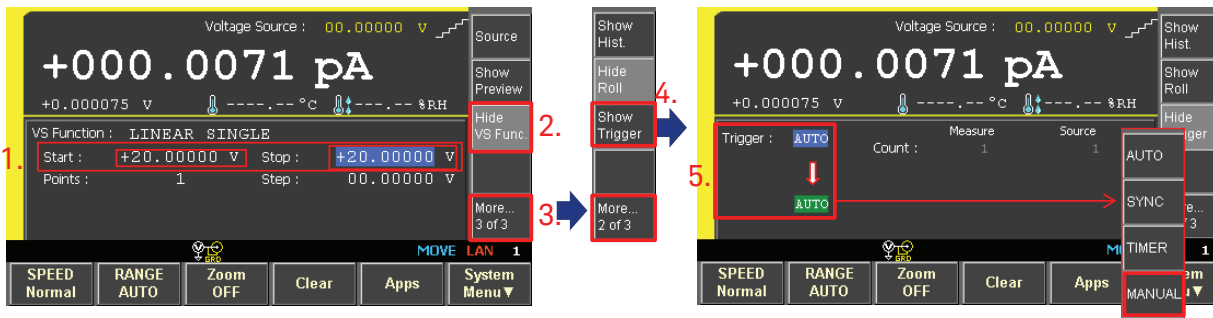 Voltage Source : 00.00000 V
+000.0071 pA
+0.000075 V ----.-- °C ---.-- %RH
VS Function : LINEAR SINGLE
1.
Start : +20.00000 V Stop : +20.00000 V
Points : 1 Step : 00.00000 V
GRD
MOVE LAN 1
SPEED
Normal
RANGE
AUTO
Zoom
OFF
Clear
Apps
System
Menu▼
Source
Show
Preview
Hide
VS Func.
2.
More...
3 of 3
3.
Show
Hist.
Hide
Roll
Show
Trigger
More...
2 of 3
4.
Voltage Source : 00.00000 V
+000.0071 pA
+0.000075 V ----.-- °C ---.-- %RH
5.
Trigger : AUTO
AUTO
Measure Source
Count : 1 1
GRD
1
SPEED
Normal
RANGE
AUTO
Zoom
OFF
Clear
Apps
Show
Hist.
Show
Roll
Hide
AUTO
SYNC
TIMER
MANUAL